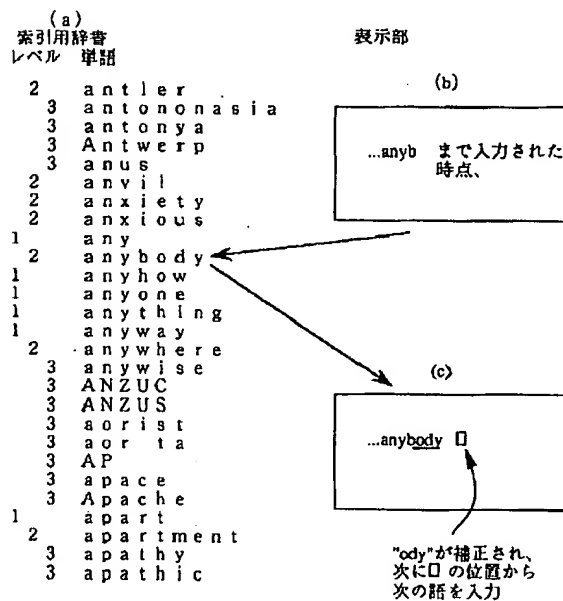 (a)
索引用辞書
レベル 単語
2 antler
3 antononasia
3 antonya
3 Antwerp
3 anus
2 anvil
2 anxiety
2 anxious
1 any
2 anybody
1 anyhow
1 anyone
1 anything
1 anyway
2 anywhere
3 anywise
3 ANZUC
3 ANZUS
3 aorist
3 aor ta
3 AP
3 apace
3 Apache
1 apart
2 apartment
3 apathy
3 apathic
表示部
(b)
...anyb まで入力された
時点、
(c)
...anybody □
"ody"が補正され、
次に□の位置から
次の語を入力